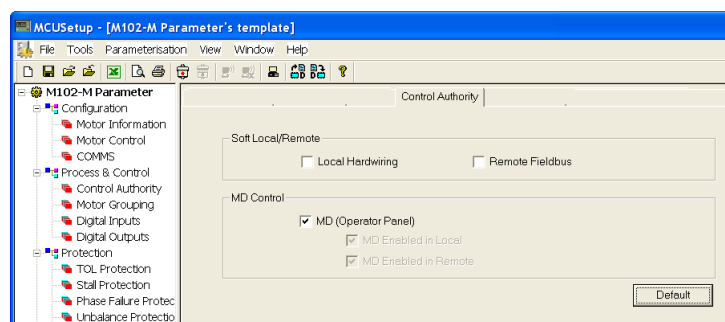 MCUSetup - [M102-M Parameter's template]
File Tools Parameterisation View Window Help
M102-M Parameter
Configuration
Motor Information
Motor Control
COMMS
Process & Control
Control Authority
Motor Grouping
Digital Inputs
Digital Outputs
Protection
TOL Protection
Stall Protection
Phase Failure Protec
Unbalance Protectio
Control Authority
Soft Local/Remote
Local Hardwiring Remote Fieldbus
MD Control
MD (Operator Panel)
MD Enabled in Local
MD Enabled in Remote
Default